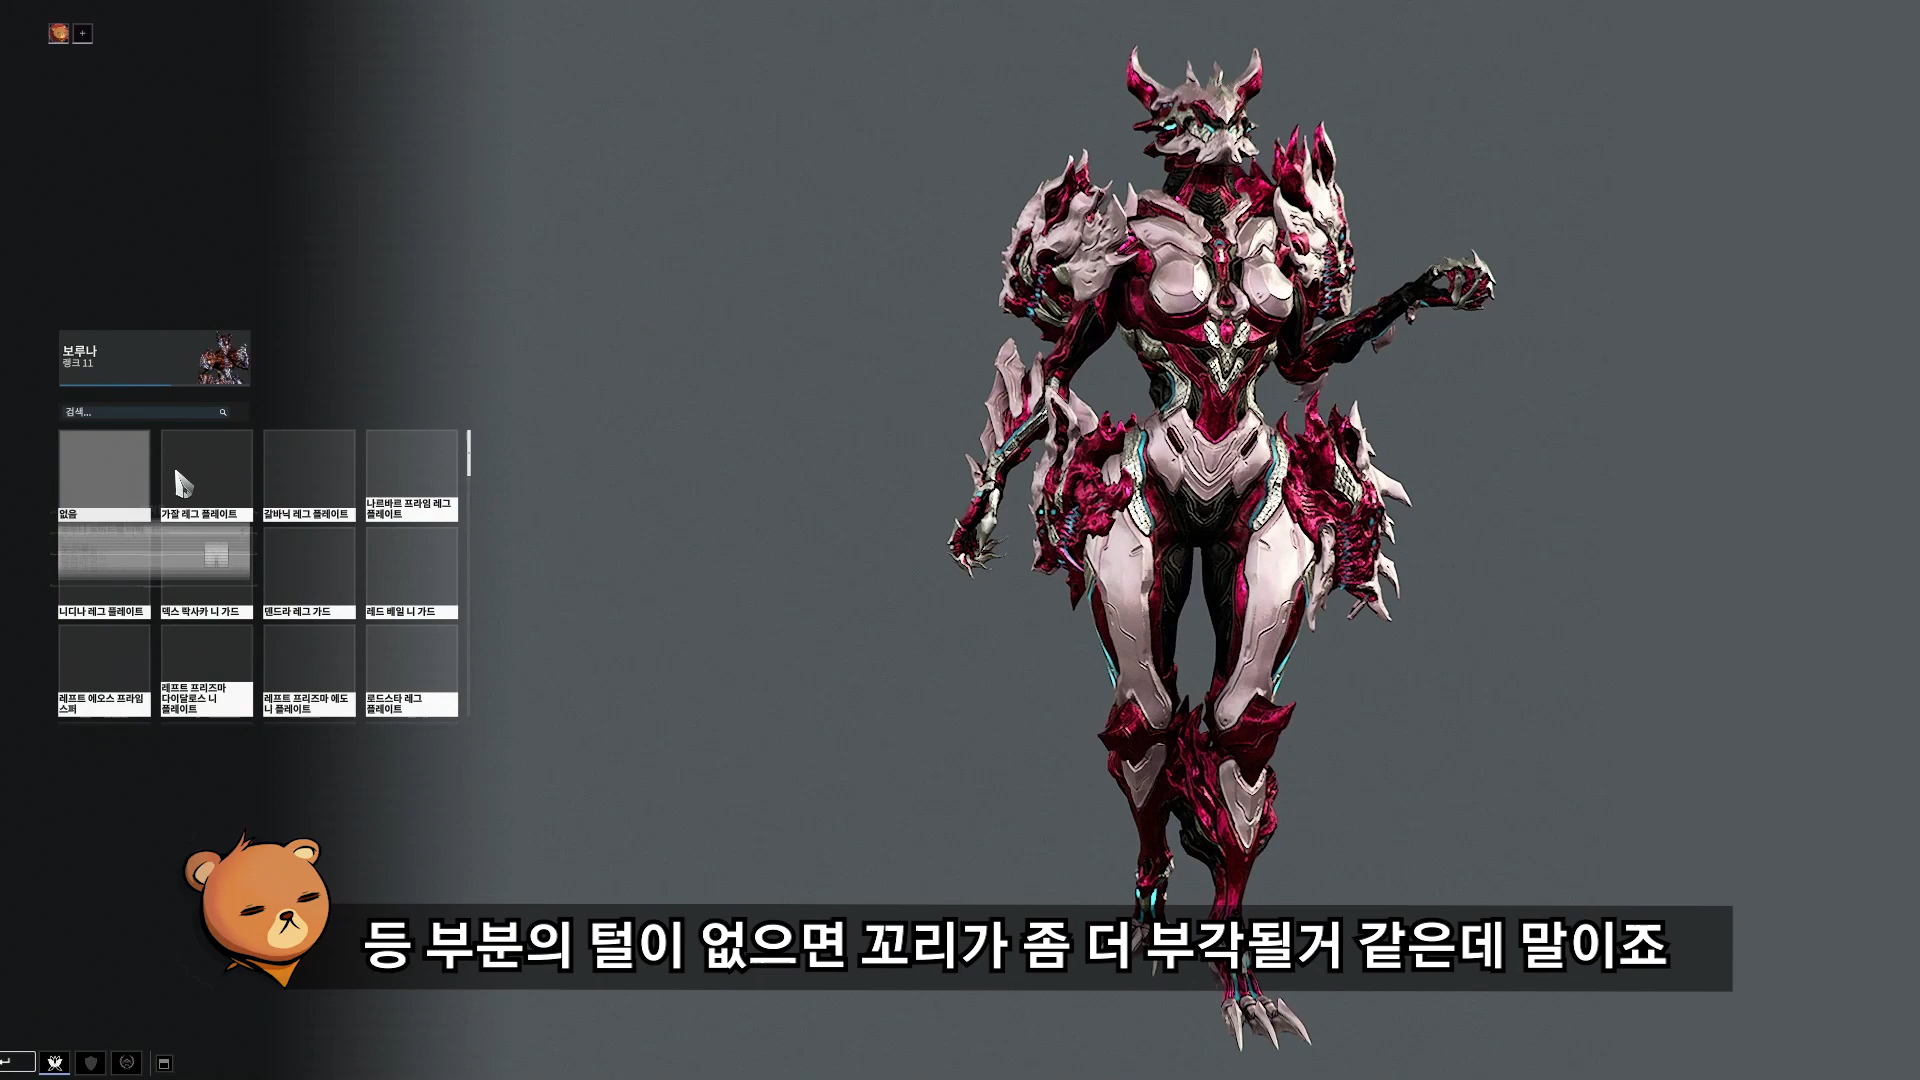 보루나
랭크 11
검색...
없음
가잘 레그 플레이트
갈바닉 레그 플레이트
나르바르 프라임 레그
플레이트
니디나 레그 플레이트
덱스 락사카 니 가드
덴드라 레그 가드
레드 베일 니 가드
레프트 에오스 프라임
스퍼
레프트 프리즈마
다이달로스 니
플레이트
레프트 프리즈마 에도
니 플레이트
로드스타 레그
플레이트
등 부분의 털이 없으면 꼬리가 좀 더 부각될거 같은데 말이죠